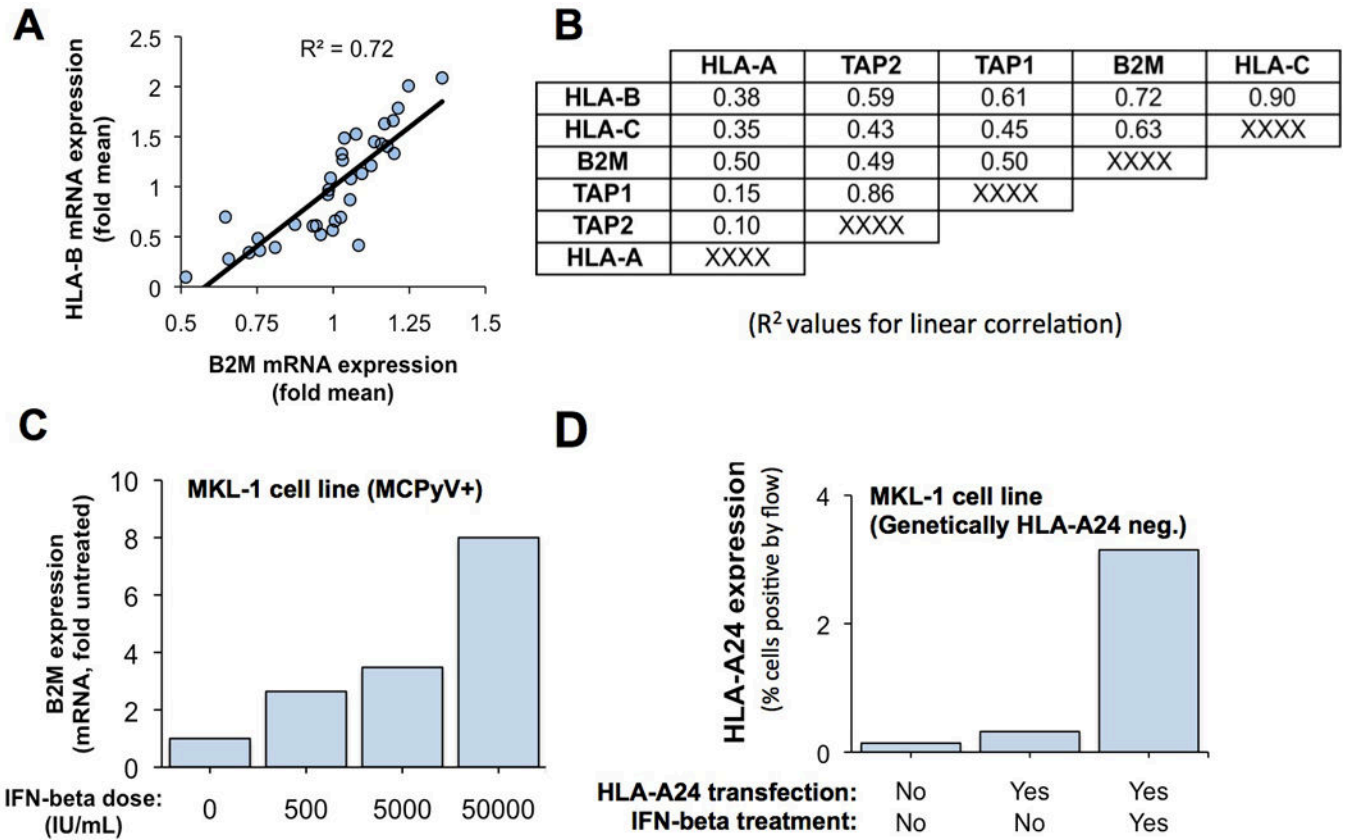 A
R² = 0.72
2.5
2
1.5
1
0.5
0
HLA-B mRNA expression
(fold mean)
0.5 0.75 1 1.25 1.5
B2M mRNA expression
(fold mean)
B
HLA-A TAP2 TAP1 B2M HLA-C
HLA-B 0.38 0.59 0.61 0.72 0.90
HLA-C 0.35 0.43 0.45 0.63 XXXX
B2M 0.50 0.49 0.50 XXXX
TAP1 0.15 0.86 XXXX
TAP2 0.10 XXXX
HLA-A XXXX
(R² values for linear correlation)
C
MKL-1 cell line (MCPyV+)
10
8
6
4
2
0
B2M expression
(mRNA, fold untreated)
IFN-beta dose: 0 500 5000 50000
(IU/mL)
D
MKL-1 cell line
(Genetically HLA-A24 neg.)
4
2
0
HLA-A24 expression
(% cells positive by flow)
HLA-A24 transfection: No Yes Yes
IFN-beta treatment: No No Yes